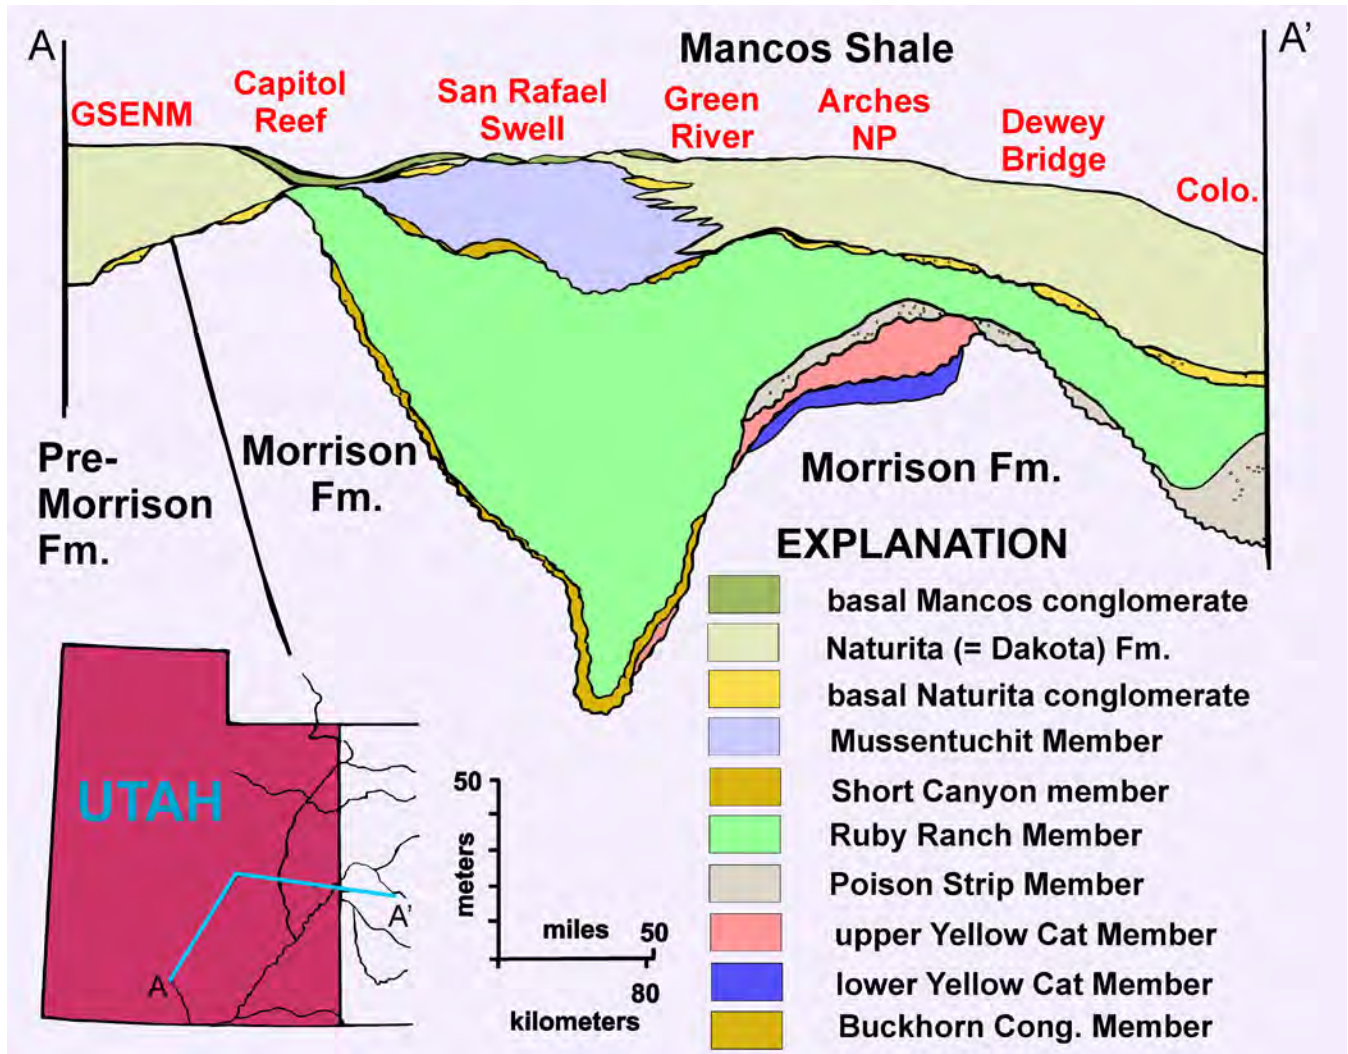 A
A'
Mancos Shale
GSENM
Capitol
Reef
San Rafael
Swell
Green
River
Arches
NP
Dewey
Bridge
Colo.
Pre-
Morrison
Fm.
Morrison
Fm.
Morrison Fm.
EXPLANATION
basal Mancos conglomerate
Naturita (= Dakota) Fm.
basal Naturita conglomerate
Mussentuchit Member
Short Canyon member
Ruby Ranch Member
Poison Strip Member
upper Yellow Cat Member
lower Yellow Cat Member
Buckhorn Cong. Member
UTAH
A
A'
50
meters
miles 50
80
kilometers